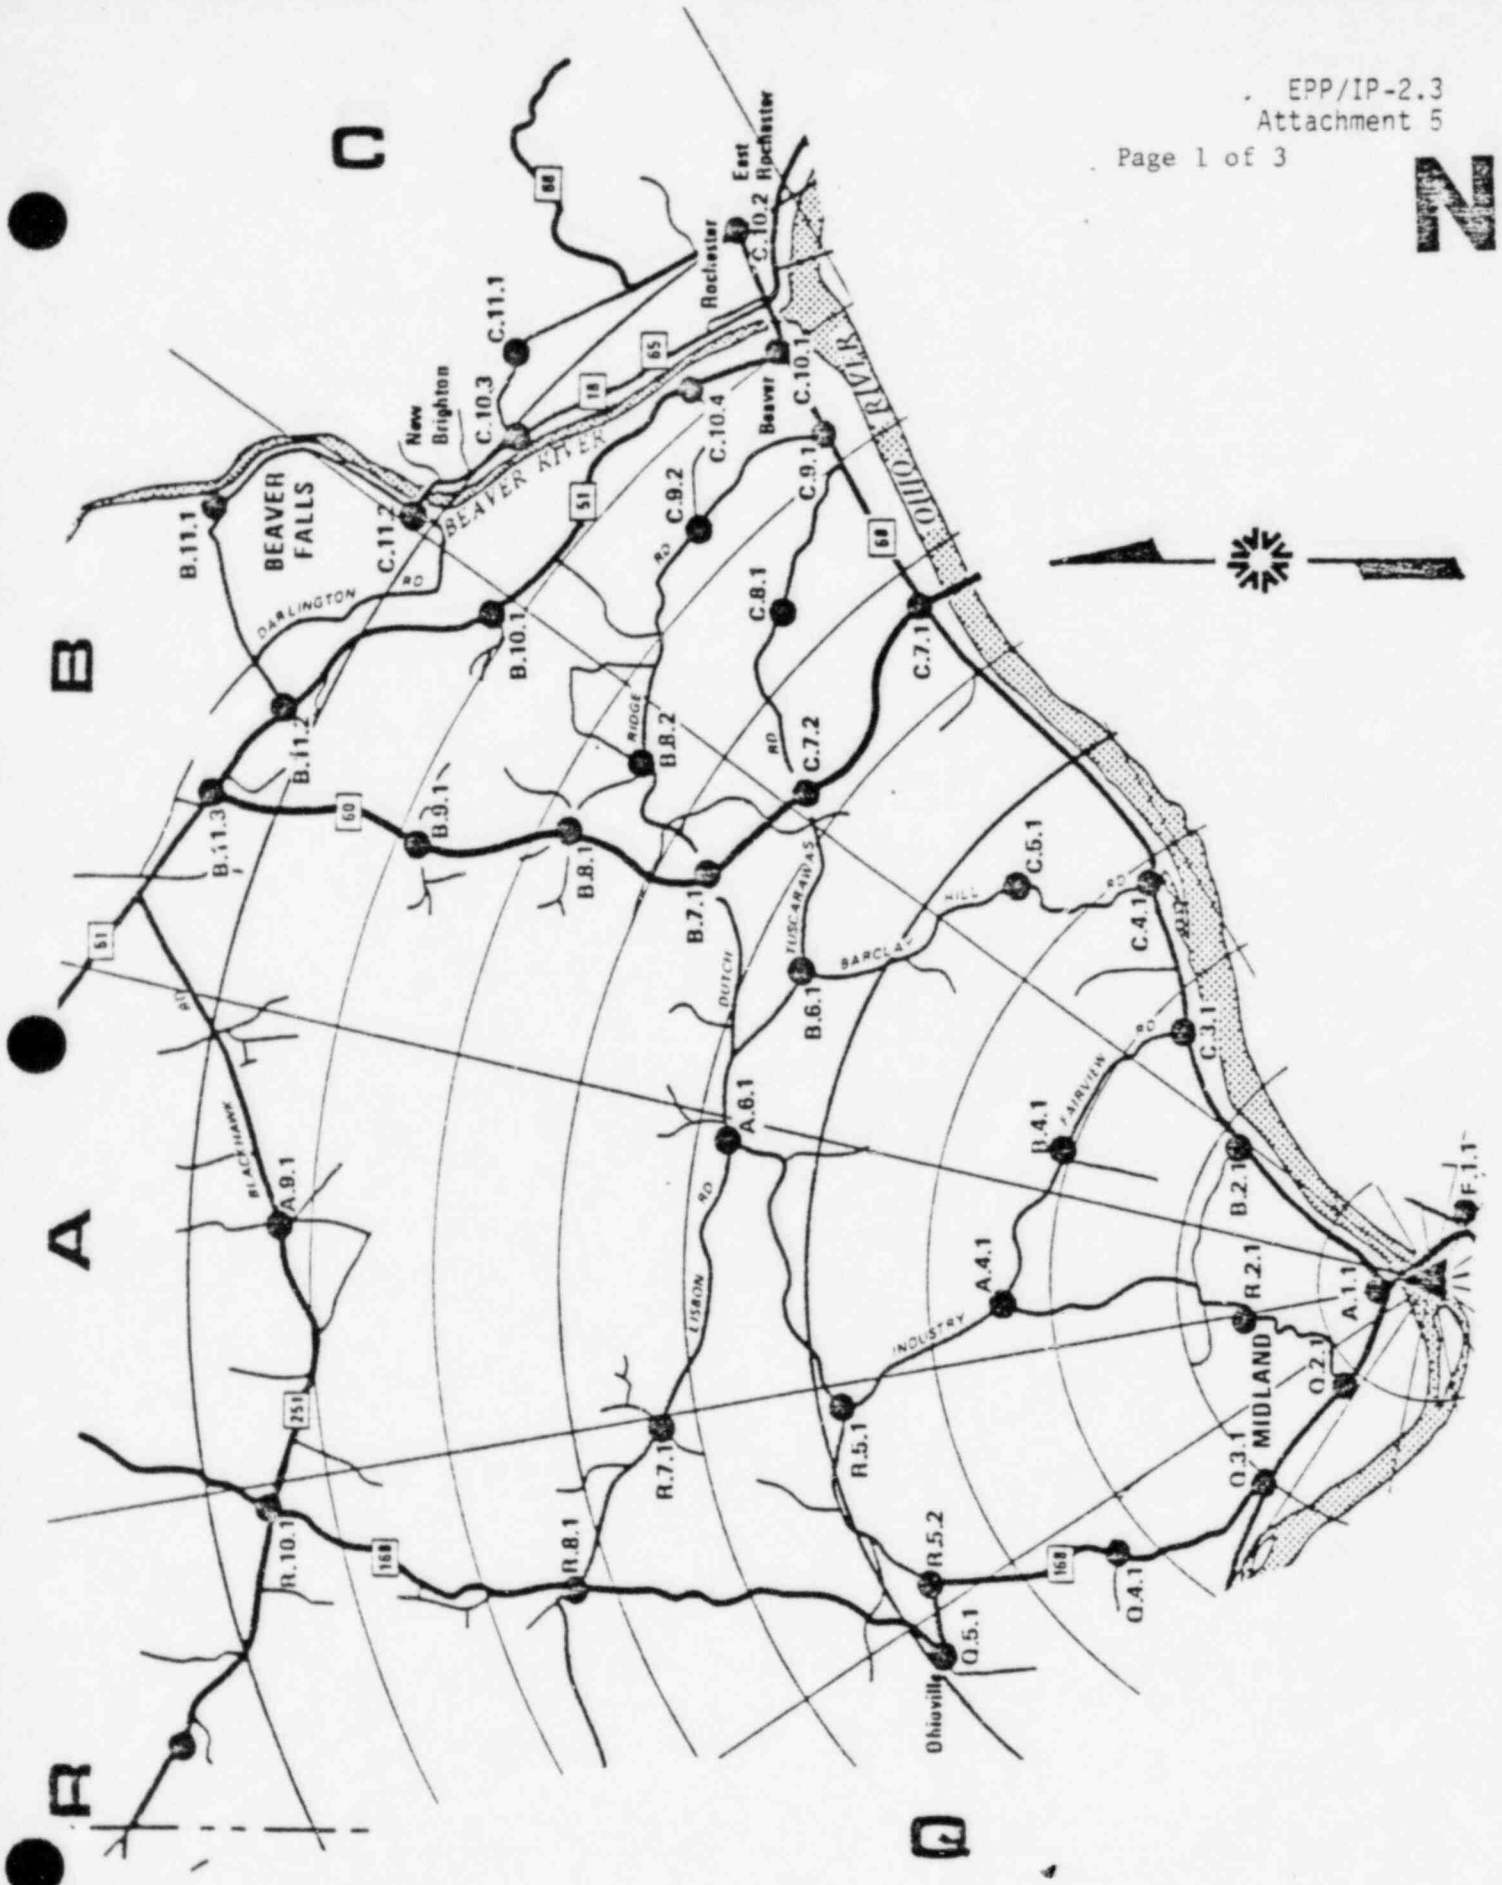 EPP/IP-2.3
Attachment 5
Page 1 of 3
N
C
B
A
R
Q
68
East
Rochester
C.10.2
Rochester
C.11.1
65
18
C.10.3
New
Brighton
BEAVER RIVER
C.10.4
Beaver
C.10.1
OHIO RIVER
C.9.1
51
C.9.2
RD
68
B.11.1
BEAVER
FALLS
C.11.2
DARLINGTON
RD
B.10.1
C.8.1
C.7.1
B.11.2
RIDGE
B.8.2
RD
C.7.2
B.11.3
60
B.9.1
B.8.1
B.7.1
TUSCARAWAS
C.5.1
HILL
RD
C.4.1
51
BARCLAY
DUTCH
B.6.1
RD
BLACKHAWK
A.9.1
A.6.1
RD
LISBON
FAIRVIEW
RD
C.3.1
B.4.1
B.2.1
F.1.1
A.4.1
INDUSTRY
R.2.1
A.1.1
251
R.7.1
R.5.1
MIDLAND
Q.2.1
Q.3.1
R.10.1
168
R.8.1
R.5.2
168
Q.4.1
Q.5.1
Ohioville